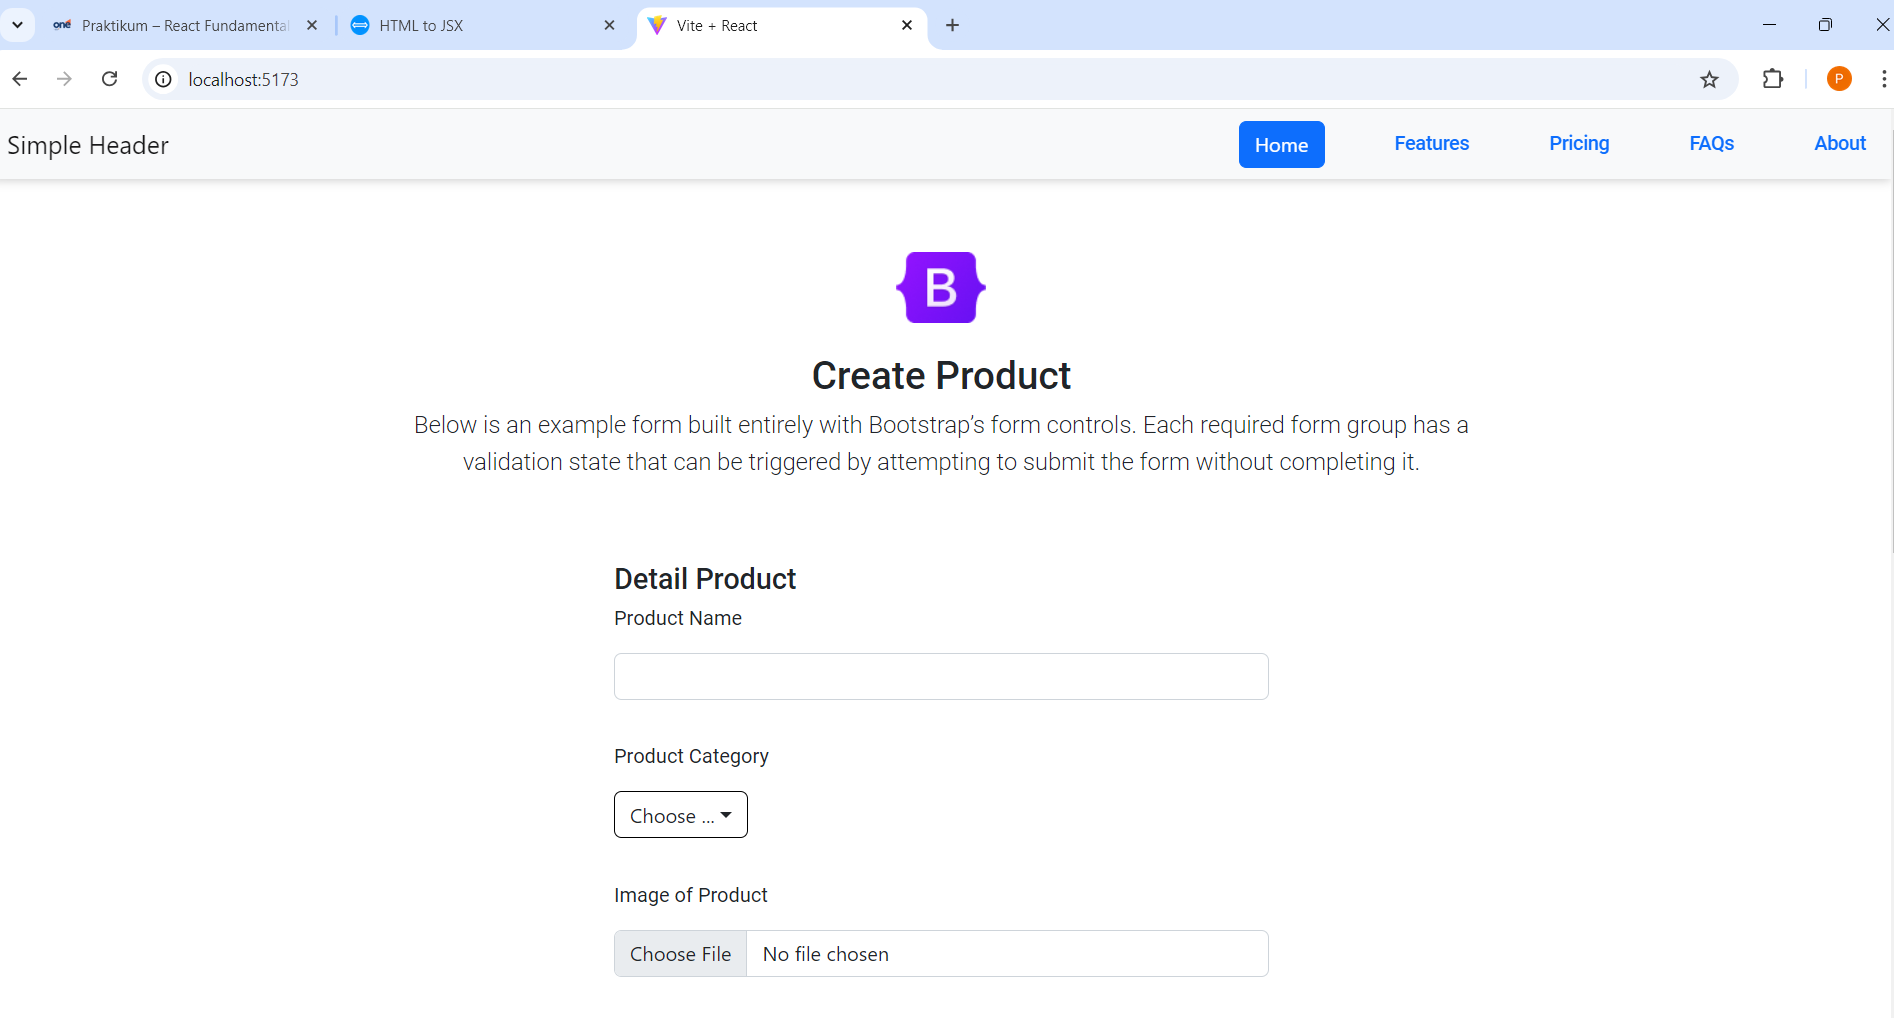 one Praktikum – React Fundamental
HTML to JSX
Vite + React
localhost:5173
P
Simple Header
Home
Features
Pricing
FAQs
About
B
Create Product
Below is an example form built entirely with Bootstrap’s form controls. Each required form group has a
validation state that can be triggered by attempting to submit the form without completing it.
Detail Product
Product Name
Product Category
Choose ...
Image of Product
Choose File No file chosen